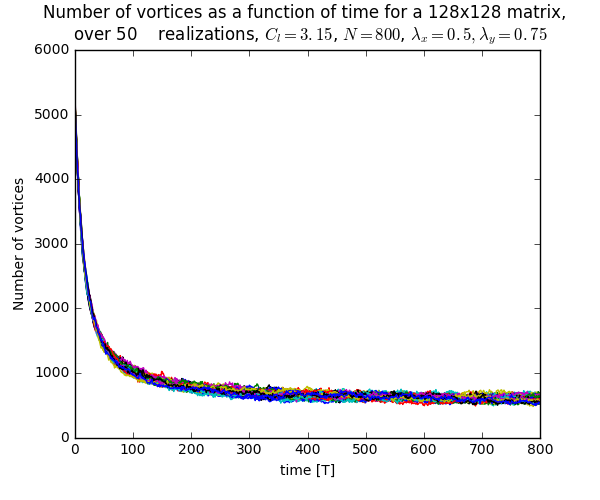 Number of vortices as a function of time for a 128x128 matrix,
over 50    realizations, C_l = 3.15, N = 800, λ_x = 0.5, λ_y = 0.75
6000
5000
4000
3000
2000
1000
0
Number of vortices
0 100 200 300 400 500 600 700 800
time [T]